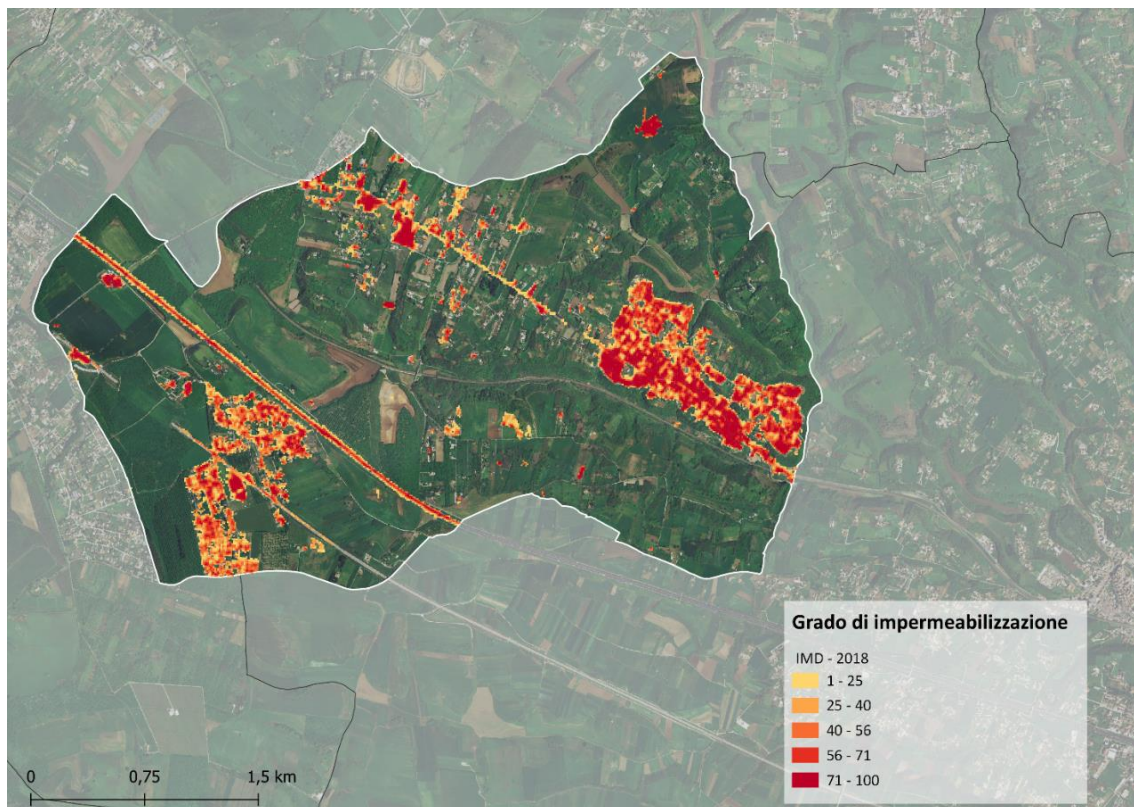 Grado di impermeabilizzazione
IMD - 2018
1 - 25
25 - 40
40 - 56
56 - 71
71 - 100
0 0,75 1,5 km